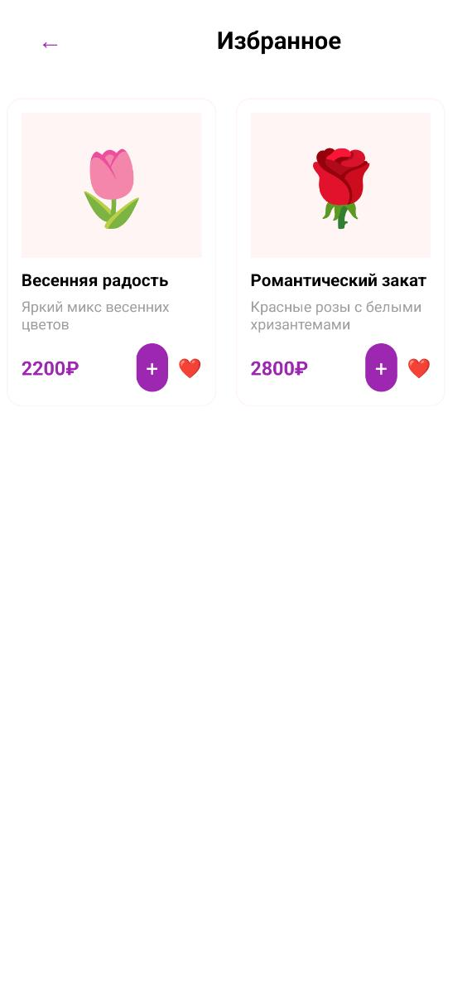 ←
Избранное
Весенняя радость
Яркий микс весенних
цветов
2200₽
+
Романтический закат
Красные розы с белыми
хризантемами
2800₽
+